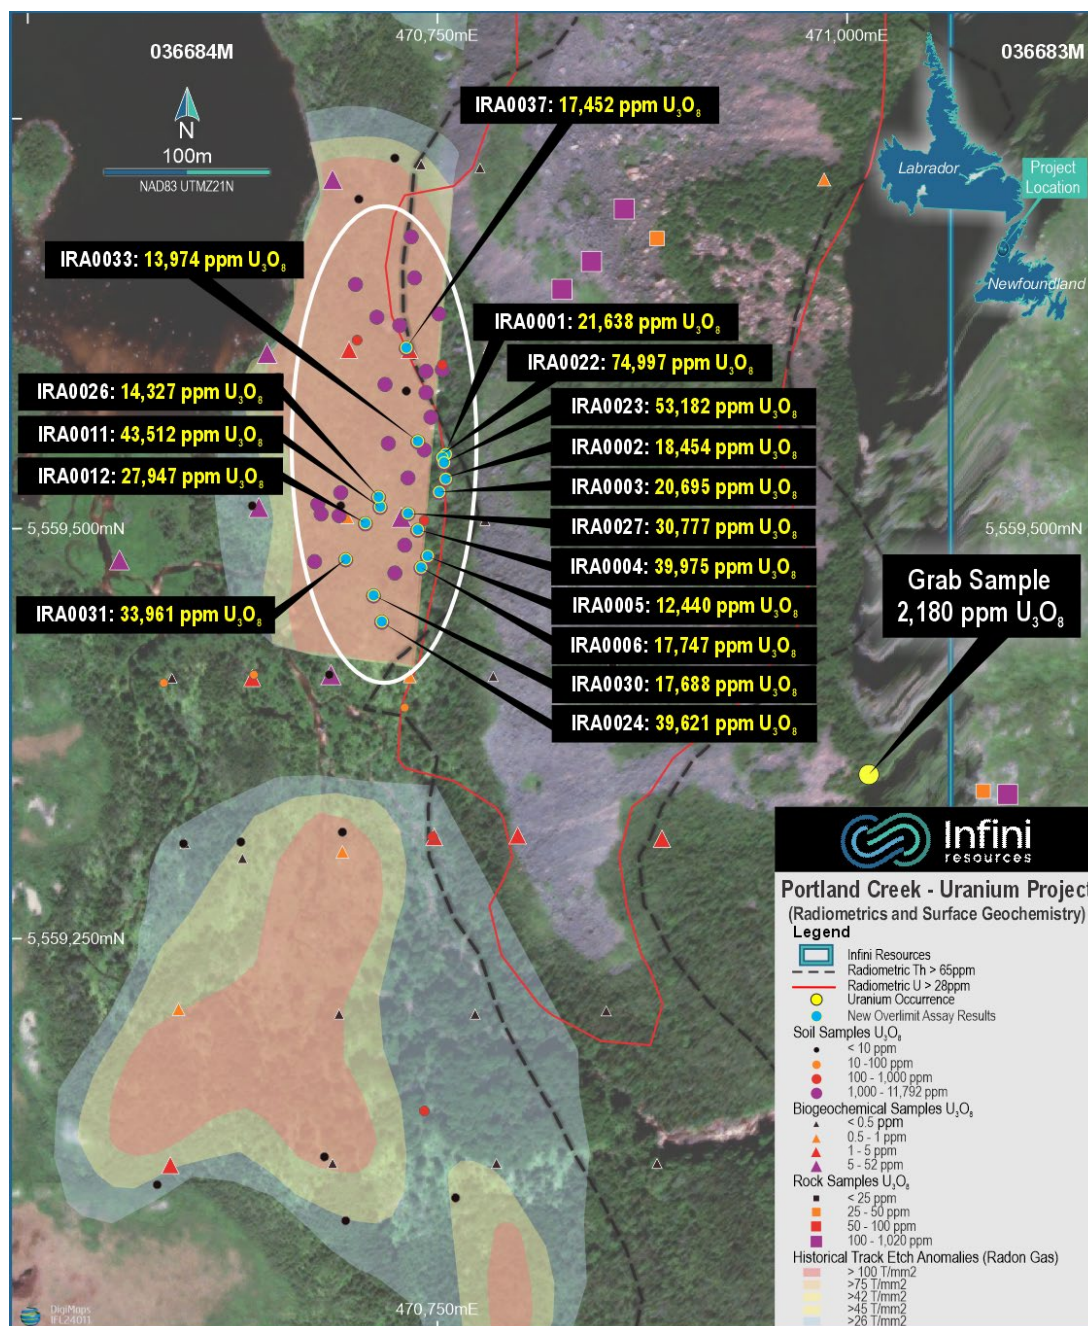 470,750mE
471,000mE
036684M
036683M
N
100m
NAD83 UTMZ21N
Labrador
Project
Location
Newfoundland
IRA0037: 17,452 ppm U₃O₈
IRA0033: 13,974 ppm U₃O₈
IRA0001: 21,638 ppm U₃O₈
IRA0022: 74,997 ppm U₃O₈
IRA0026: 14,327 ppm U₃O₈
IRA0023: 53,182 ppm U₃O₈
IRA0011: 43,512 ppm U₃O₈
IRA0002: 18,454 ppm U₃O₈
IRA0012: 27,947 ppm U₃O₈
IRA0003: 20,695 ppm U₃O₈
5,559,500mN
IRA0027: 30,777 ppm U₃O₈
5,559,500mN
IRA0004: 39,975 ppm U₃O₈
Grab Sample
2,180 ppm U₃O₈
IRA0031: 33,961 ppm U₃O₈
IRA0005: 12,440 ppm U₃O₈
IRA0006: 17,747 ppm U₃O₈
IRA0030: 17,688 ppm U₃O₈
IRA0024: 39,621 ppm U₃O₈
5,559,250mN
Infini
resources
Portland Creek - Uranium Project
(Radiometrics and Surface Geochemistry)
Legend
Infini Resources
Radiometric Th > 65ppm
Radiometric U > 28ppm
Uranium Occurrence
New Overlimit Assay Results
Soil Samples U₃O₈
< 10 ppm
10 -100 ppm
100 - 1,000 ppm
1,000 - 11,792 ppm
Biogeochemical Samples U₃O₈
< 0.5 ppm
0.5 - 1 ppm
1 - 5 ppm
5 - 52 ppm
Rock Samples U₃O₈
< 25 ppm
25 - 50 ppm
50 - 100 ppm
100 - 1,020 ppm
Historical Track Etch Anomalies (Radon Gas)
> 100 T/mm2
>75 T/mm2
>42 T/mm2
>45 T/mm2
>26 T/mm2
470,750mE
DigiMaps
IFL24011